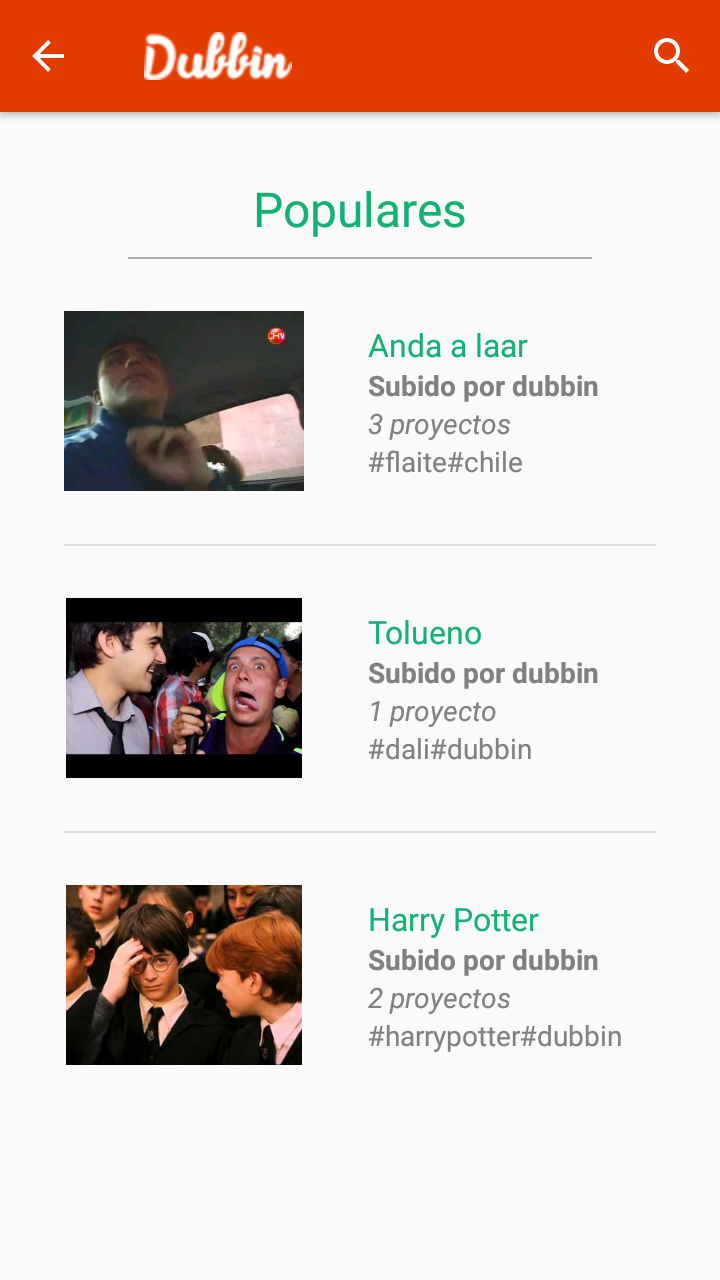 Dubbin
Populares
CHV
Anda a laar
Subido por dubbin
3 proyectos
#flaite#chile
Tolueno
Subido por dubbin
1 proyecto
#dali#dubbin
Harry Potter
Subido por dubbin
2 proyectos
#harrypotter#dubbin